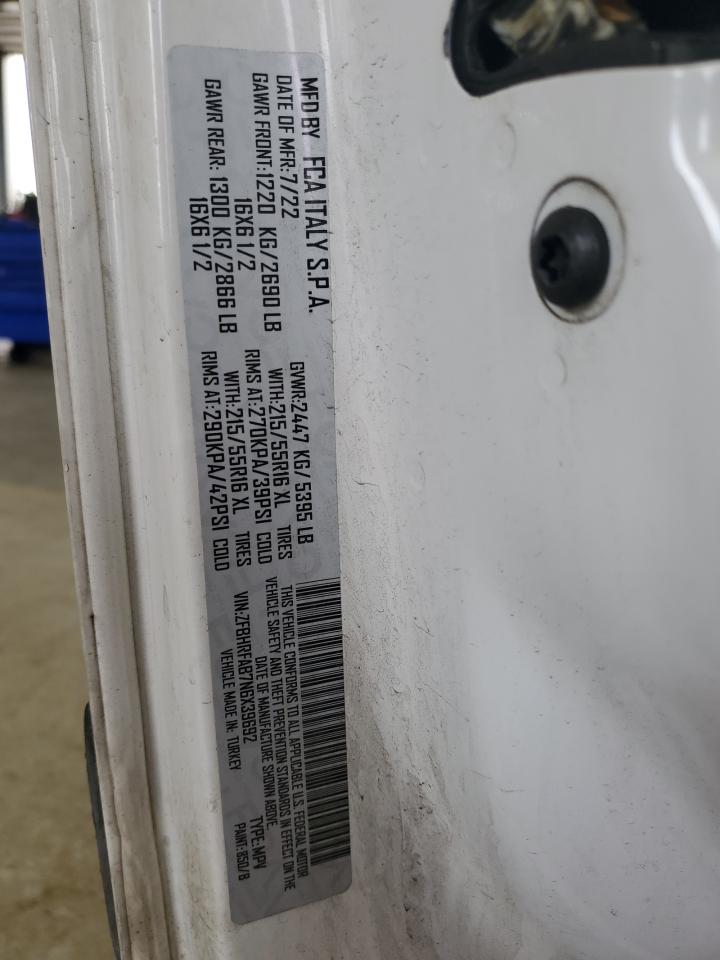 MFD BY FCA ITALY S.P.A.
DATE OF MFR:7/22 GVWR:2447 KG/5395 LB
GAWR FRONT:1220 KG/2690 LB WITH:215/55R16 XL TIRES
16X6 1/2 RIMS AT:270KPA/39PSI COLD
GAWR REAR: 1300 KG/2866 LB WITH:215/55R16 XL TIRES
16X6 1/2 RIMS AT:290KPA/42PSI COLD
THIS VEHICLE CONFORMS TO ALL APPLICABLE U.S. FEDERAL MOTOR
VEHICLE SAFETY AND THEFT PREVENTION STANDARDS IN EFFECT ON THE
DATE OF MANUFACTURE SHOWN ABOVE.
VIN:ZFBHRFAB7N6X39692 TYPE:MPV
VEHICLE MADE IN: TURKEY PAINT:050/B